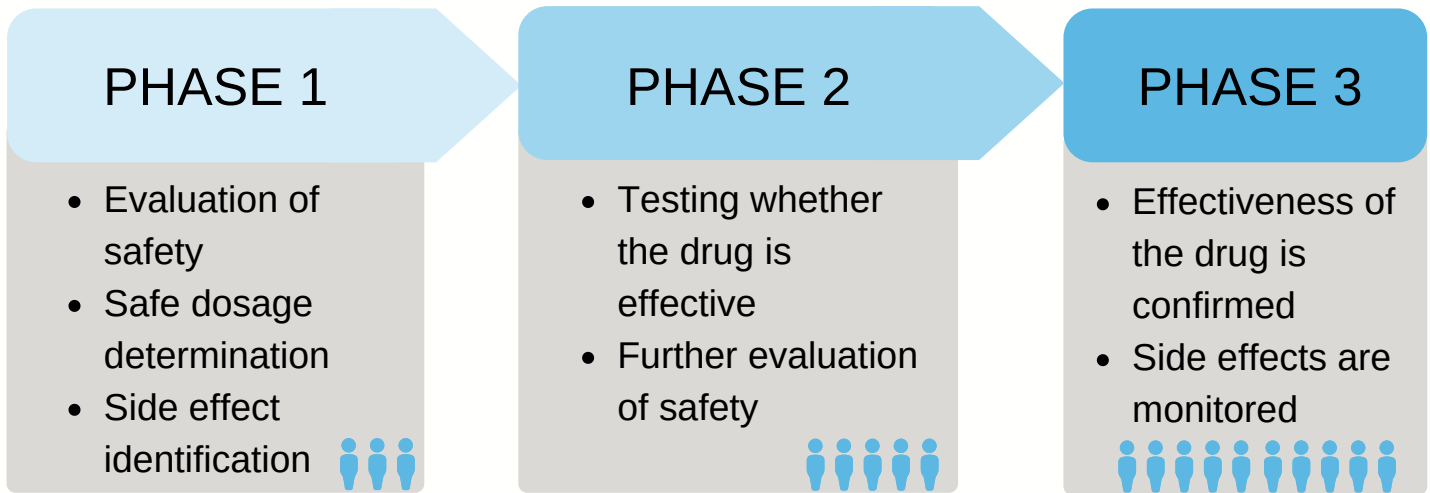 PHASE 1
• Evaluation of
safety
• Safe dosage
determination
• Side effect
identification
PHASE 2
• Testing whether
the drug is
effective
• Further evaluation
of safety
PHASE 3
• Effectiveness of
the drug is
confirmed
• Side effects are
monitored